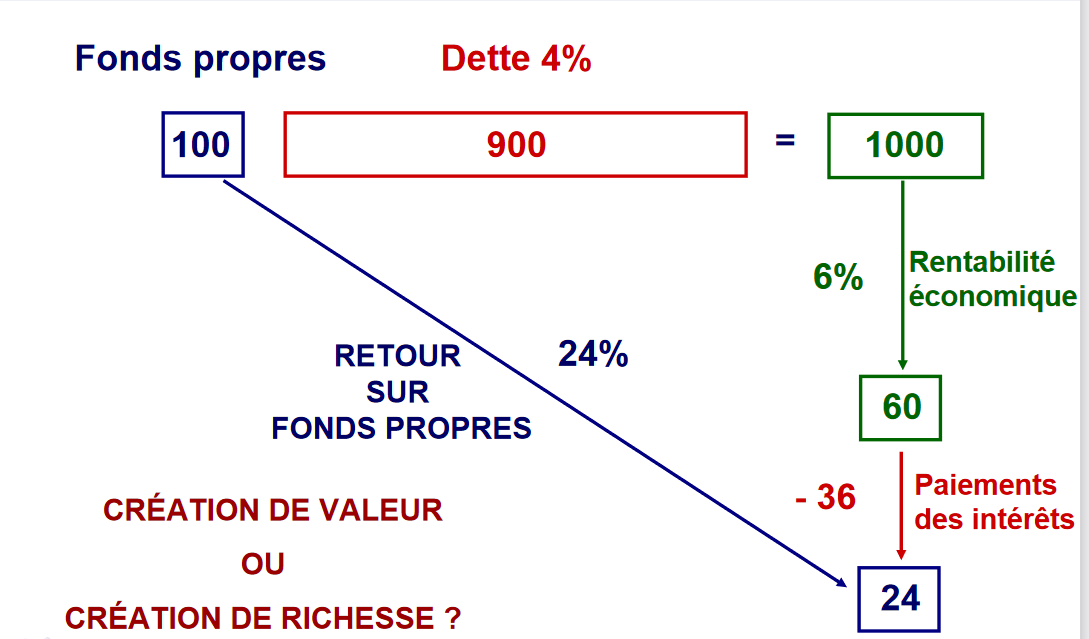 Fonds propres
Dette 4%
100
900
=
1000
6%
Rentabilité
économique
RETOUR
SUR
FONDS PROPRES
24%
60
- 36
Paiements
des intérêts
CRÉATION DE VALEUR
OU
CRÉATION DE RICHESSE ?
24